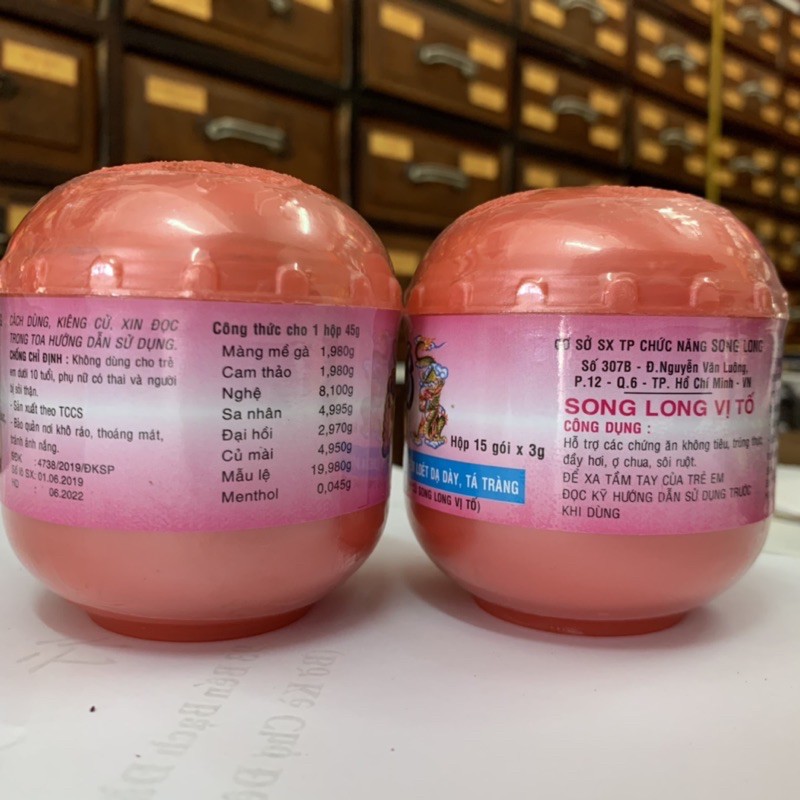 CÁCH DÙNG, KIÊNG CỬ, XIN ĐỌC
TRONG TOA HƯỚNG DẪN SỬ DỤNG.
CHỐNG CHỈ ĐỊNH : Không dùng cho trẻ
em dưới 10 tuổi, phụ nữ có thai và người
bị sỏi thận.
- Sản xuất theo TCCS
- Bảo quản nơi khô ráo, thoáng mát,
tránh ánh nắng.
4738/2019/ĐKSP
SX: 01.06.2019
06.2022
Công thức cho 1 hộp 45g
Màng mề gà 1,980g
Cam thảo 1,980g
Nghệ 8,100g
Sa nhân 4,995g
Đại hồi 2,970g
Củ mài 4,950g
Mẫu lệ 19,980g
Menthol 0,045g
Hộp 15 gói x 3g
LOÉT DẠ DÀY, TÁ TRÀNG
SONG LONG VỊ TỐ)
CƠ SỞ SX TP CHỨC NĂNG SONG LONG
Số 307B - Đ.Nguyễn Văn Luông,
P.12 - Q.6 - TP. Hồ Chí Minh - VN
SONG LONG VỊ TỐ
CÔNG DỤNG :
Hỗ trợ các chứng ăn không tiêu, trúng thực,
đầy hơi, ợ chua, sôi ruột.
ĐỂ XA TẦM TAY CỦA TRẺ EM
ĐỌC KỸ HƯỚNG DẪN SỬ DỤNG TRƯỚC
KHI DÙNG